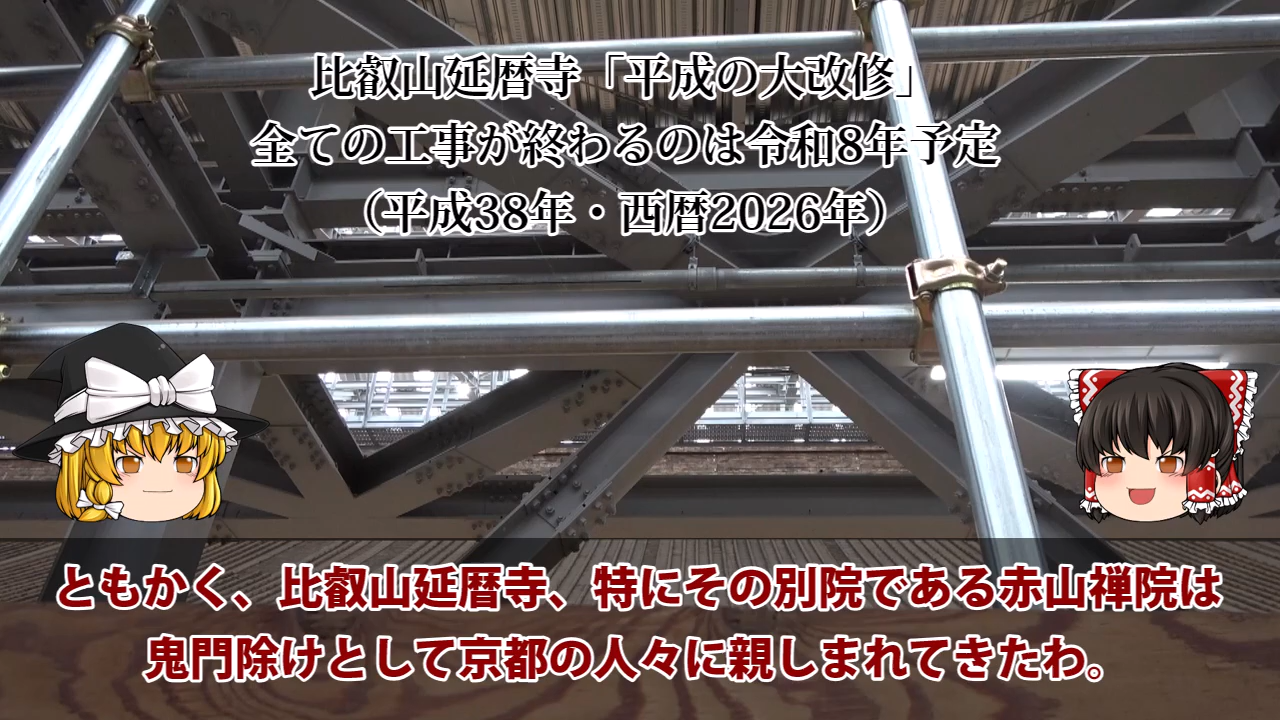 比叡山延暦寺「平成の大改修」
全ての工事が終わるのは令和8年予定
（平成38年・西暦2026年）
ともかく、比叡山延暦寺、特にその別院である赤山禅院は
鬼門除けとして京都の人々に親しまれてきたわ。